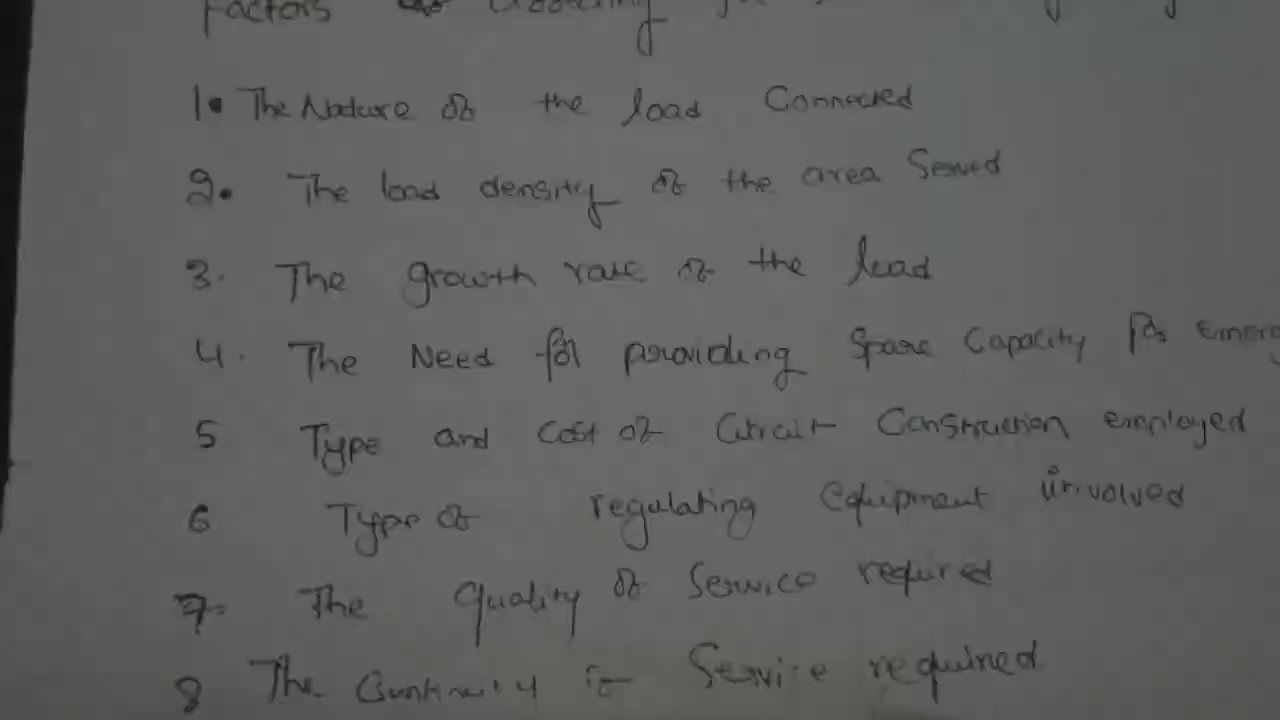 Factors
1. The Nature of the load Connected
2. The load density of the area Served
3. The growth rate of the load
4. The Need for providing Spare Capacity for
5 Type and Cost of Circuit Construction employed
6 Type of regulating equipment involved
7. The quality of Service required
8 The Continuity in Service required